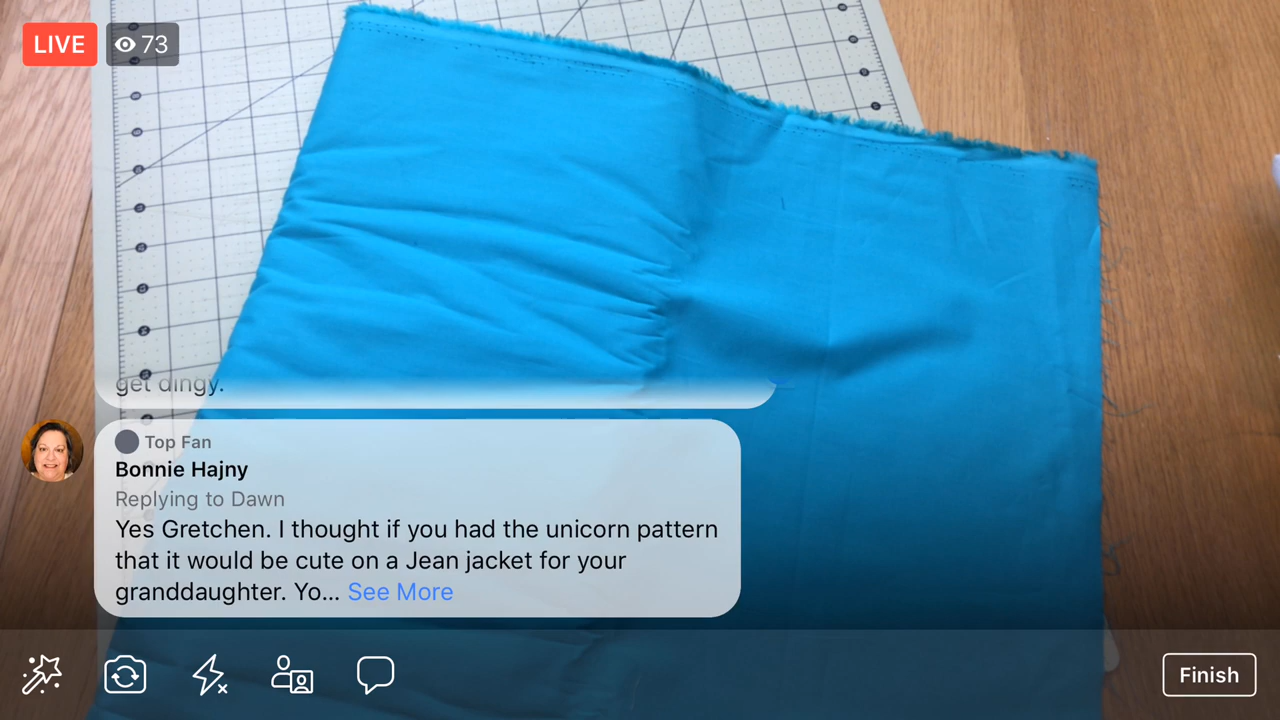 LIVE 73
get dingy.
Top Fan
Bonnie Hajny
Replying to Dawn
Yes Gretchen. I thought if you had the unicorn pattern
that it would be cute on a Jean jacket for your
granddaughter. Yo... See More
Finish